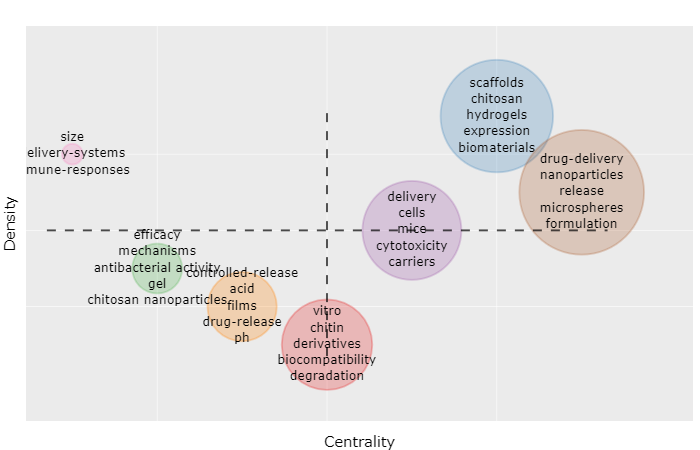 scaffolds
chitosan
hydrogels
expression
biomaterials
size
elivery-systems
mune-responses
drug-delivery
nanoparticles
release
microspheres
formulation
delivery
cells
mice
cytotoxicity
carriers
efficacy
mechanisms
antibacterial activity
gel
chitosan nanoparticles
controlled-release
acid
films
drug-release
ph
vitro
chitin
derivatives
biocompatibility
degradation
Density
Centrality